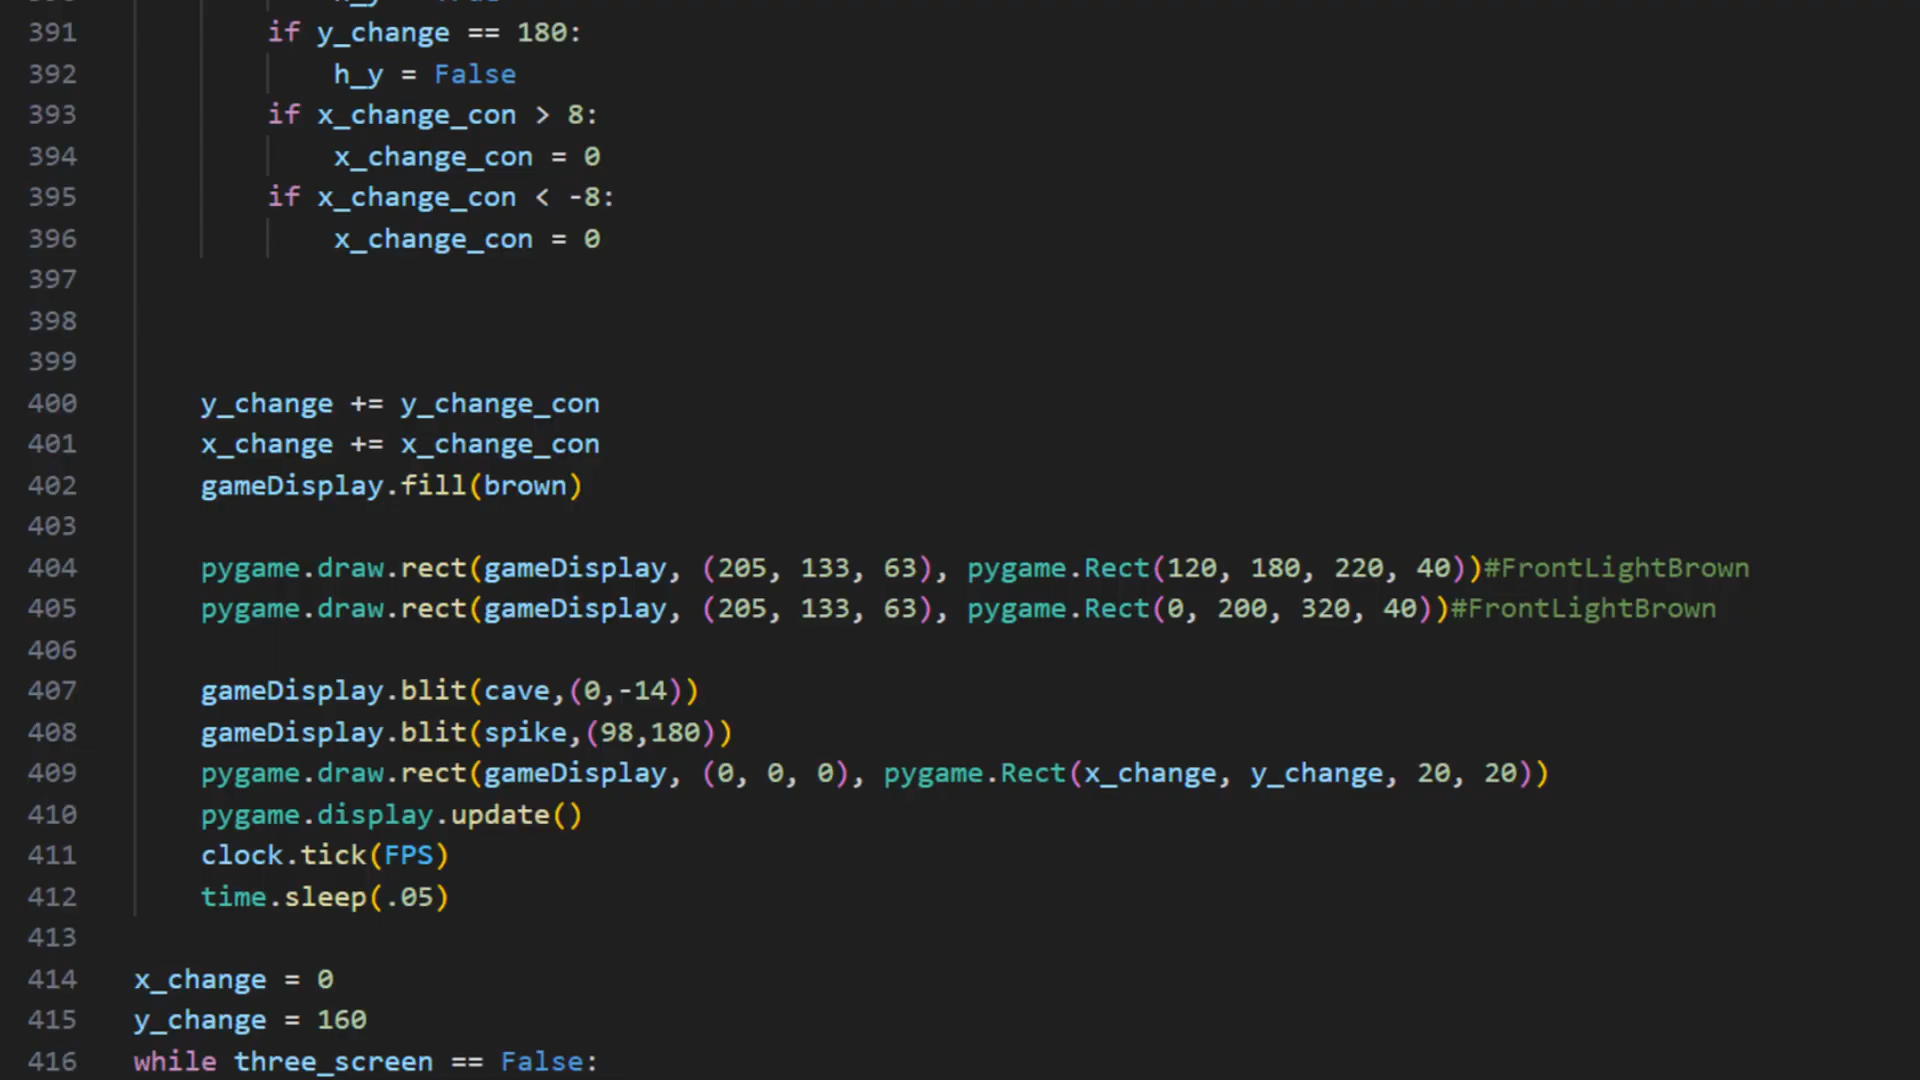 391 if y_change == 180:
392 h_y = False
393 if x_change_con > 8:
394 x_change_con = 0
395 if x_change_con < -8:
396 x_change_con = 0
397
398
399
400 y_change += y_change_con
401 x_change += x_change_con
402 gameDisplay.fill(brown)
403
404 pygame.draw.rect(gameDisplay, (205, 133, 63), pygame.Rect(120, 180, 220, 40))#FrontLightBrown
405 pygame.draw.rect(gameDisplay, (205, 133, 63), pygame.Rect(0, 200, 320, 40))#FrontLightBrown
406
407 gameDisplay.blit(cave,(0,-14))
408 gameDisplay.blit(spike,(98,180))
409 pygame.draw.rect(gameDisplay, (0, 0, 0), pygame.Rect(x_change, y_change, 20, 20))
410 pygame.display.update()
411 clock.tick(FPS)
412 time.sleep(.05)
413
414 x_change = 0
415 y_change = 160
416 while three_screen == False: